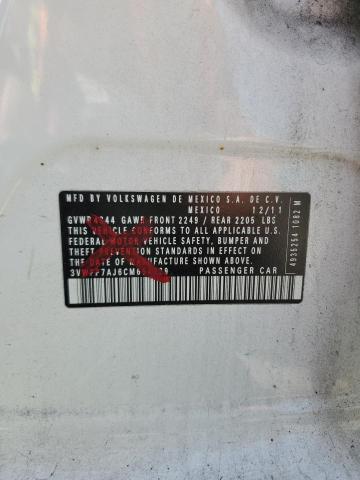 MFD BY VOLKSWAGEN DE MEXICO S.A. DE C.V.
MEXICO 12/11
GAWR FRONT 2249 / REAR 2205 LBS
THIS VEHICLE CONFORMS TO ALL APPLICABLE U.S.
FEDERAL MOTOR VEHICLE SAFETY, BUMPER AND
THEFT PREVENTION STANDARDS IN EFFECT ON THE
DATE OF MANUFACTURE SHOWN ABOVE.
PASSENGER CAR
4935254 1082 M